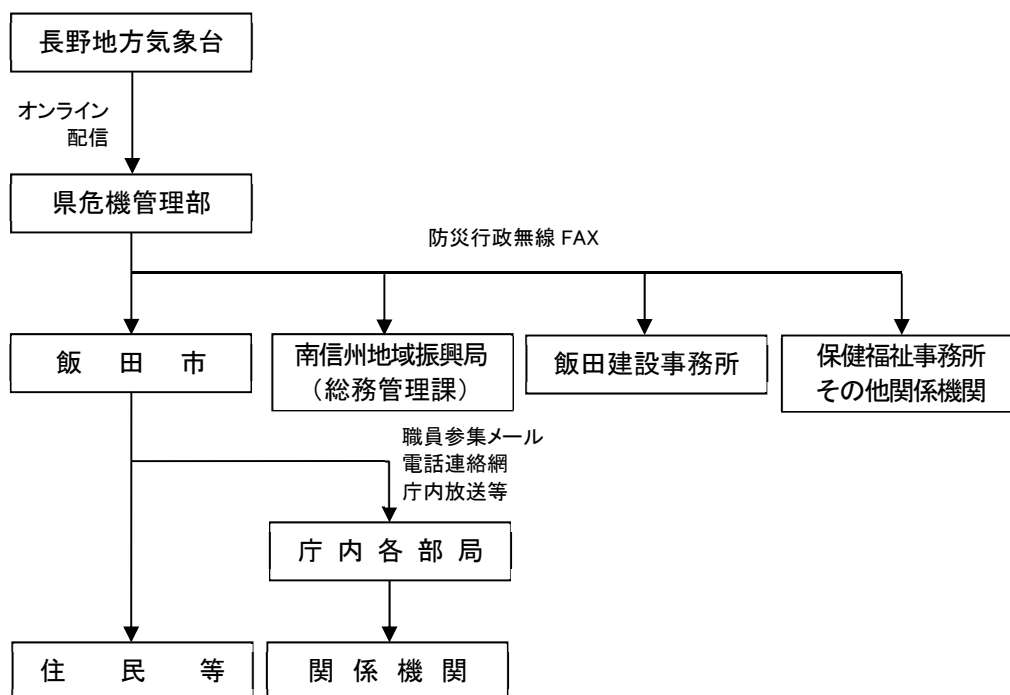 長野地方気象台
オンライン
配信
県危機管理部
防災行政無線 FAX
飯田市
南信州地域振興局
（総務管理課）
飯田建設事務所
保健福祉事務所
その他関係機関
職員参集メール
電話連絡網
庁内放送等
庁内各部局
住民等
関係機関